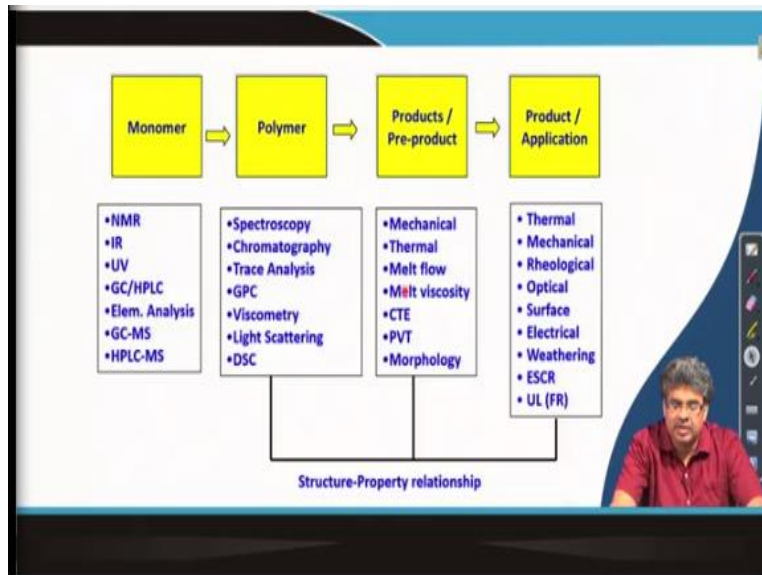 Monomer
Polymer
Products /
Pre-product
Product /
Application
•NMR
•IR
•UV
•GC/HPLC
•Elem. Analysis
•GC-MS
•HPLC-MS
•Spectroscopy
•Chromatography
•Trace Analysis
•GPC
•Viscometry
•Light Scattering
•DSC
•Mechanical
•Thermal
•Melt flow
•Melt viscosity
•CTE
•PVT
•Morphology
• Thermal
• Mechanical
• Rheological
• Optical
• Surface
• Electrical
• Weathering
• ESCR
• UL (FR)
Structure-Property relationship